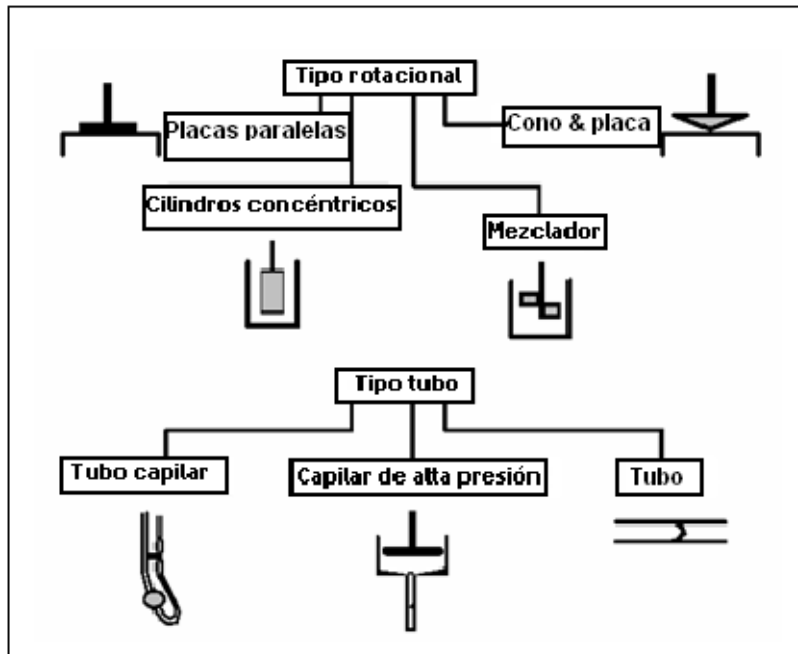 Tipo rotacional
Placas paralelas
Cono & placa
Cilindros concéntricos
Mezclador
Tipo tubo
Tubo capilar
Capilar de alta presión
Tubo